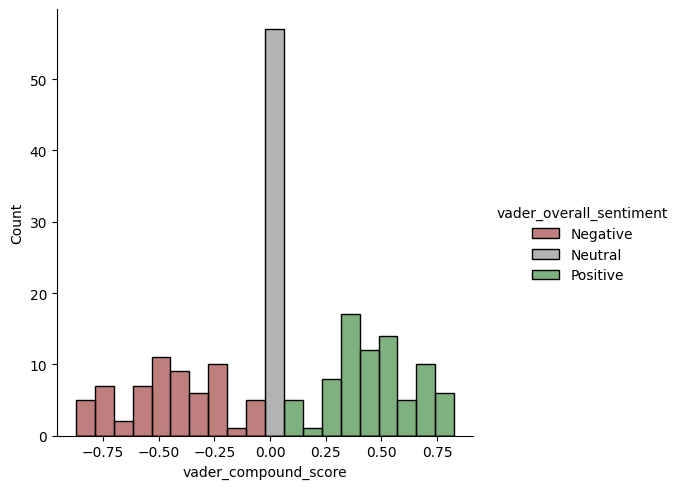 50
40
30
20
10
0
Count
−0.75 −0.50 −0.25 0.00 0.25 0.50 0.75
vader_compound_score
vader_overall_sentiment
Negative
Neutral
Positive